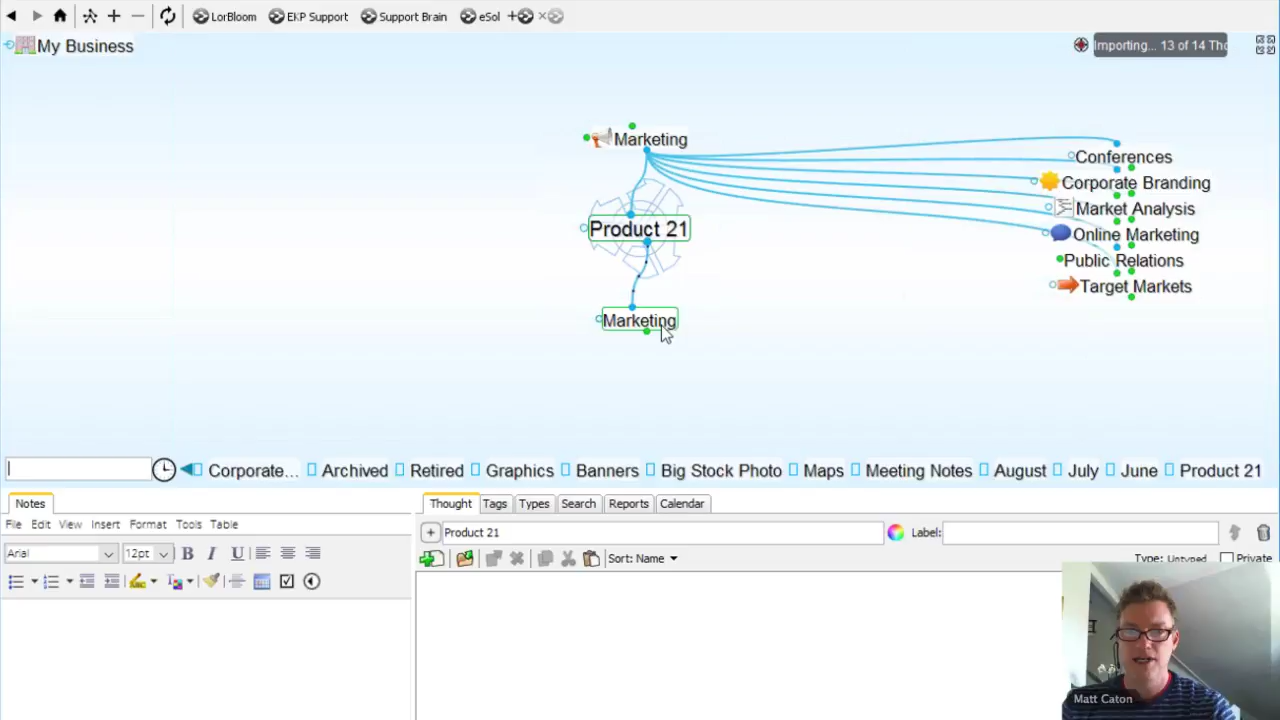 LorBloom EKP Support Support Brain eSol
My Business
Importing... 13 of 14 Tho
Marketing
Conferences
Corporate Branding
Market Analysis
Product 21
Online Marketing
Public Relations
Target Markets
Marketing
Corporate... Archived Retired Graphics Banners Big Stock Photo Maps Meeting Notes August July June Product 21
Notes
Thought Tags Types Search Reports Calendar
File Edit View Insert Format Tools Table
Product 21 Label:
Arial 12pt B I U
Sort: Name Type: Untyped Private
Matt Caton